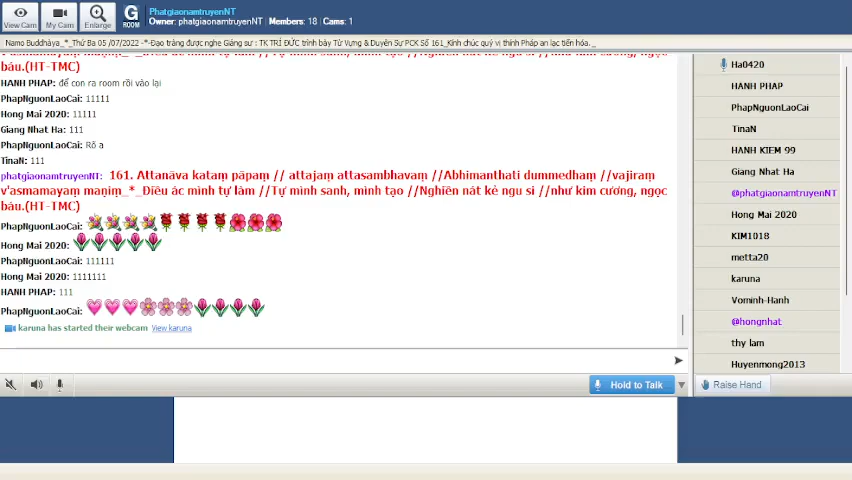 PhatgiaonamtruyenNT
Owner: phatgiaonamtruyenNT | Members: 18 | Cams: 1
View Cam
My Cam
Enlarge
G
ROOM
Namo Buddhàya_*_Thứ Ba 05 /07/2022 -*-Đạo tràng được nghe Giảng sư : TK TRÍ ĐỨC trình bày Từ Vựng & Duyên Sự PCK Số 161_Kính chúc quý vị thính Pháp an lạc tiến hóa._
báu.(HT-TMC)
HANH PHAP: để con ra room rồi vào lại
PhapNguonLaoCai: 11111
Hong Mai 2020: 11111
Giang Nhat Ha: 111
PhapNguonLaoCai: Rõ ạ
TinaN: 111
phatgiaonamtruyenNT: 161. Attanāva kataṃ pāpaṃ // attajaṃ attasambhavaṃ //Abhimanthati dummedhaṃ //vajiraṃ
v'asmamayaṃ maṇiṃ_*_Điều ác mình tự làm //Tự mình sanh, mình tạo //Nghiền nát kẻ ngu si //như kim cương, ngọc
báu.(HT-TMC)
PhapNguonLaoCai:
Hong Mai 2020:
PhapNguonLaoCai: 111111
Hong Mai 2020: 1111111
HANH PHAP: 111
PhapNguonLaoCai:
karuna has started their webcam View karuna
Hold to Talk
Ha0420
HANH PHAP
PhapNguonLaoCai
TinaN
HANH KIEM 99
Giang Nhat Ha
@phatgiaonamtruyenNT
Hong Mai 2020
KIM1018
metta20
karuna
Vominh-Hanh
@hongnhat
thy lam
Huyenmong2013
Raise Hand